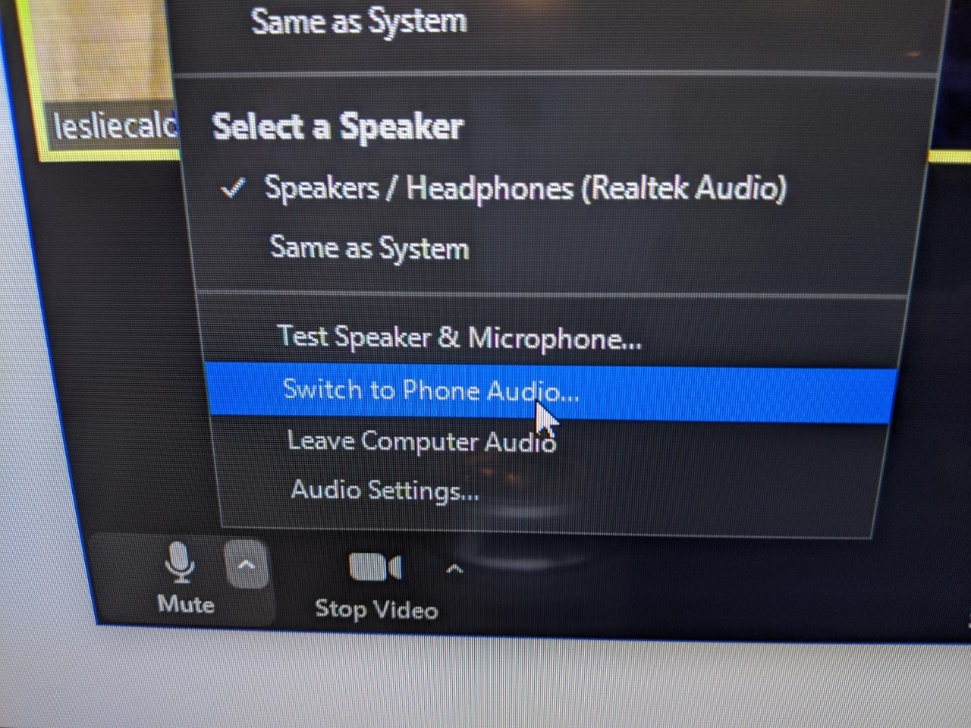 Same as System
lesliecald
Select a Speaker
Speakers / Headphones (Realtek Audio)
Same as System
Test Speaker & Microphone...
Switch to Phone Audio...
Leave Computer Audio
Audio Settings...
Mute
Stop Video